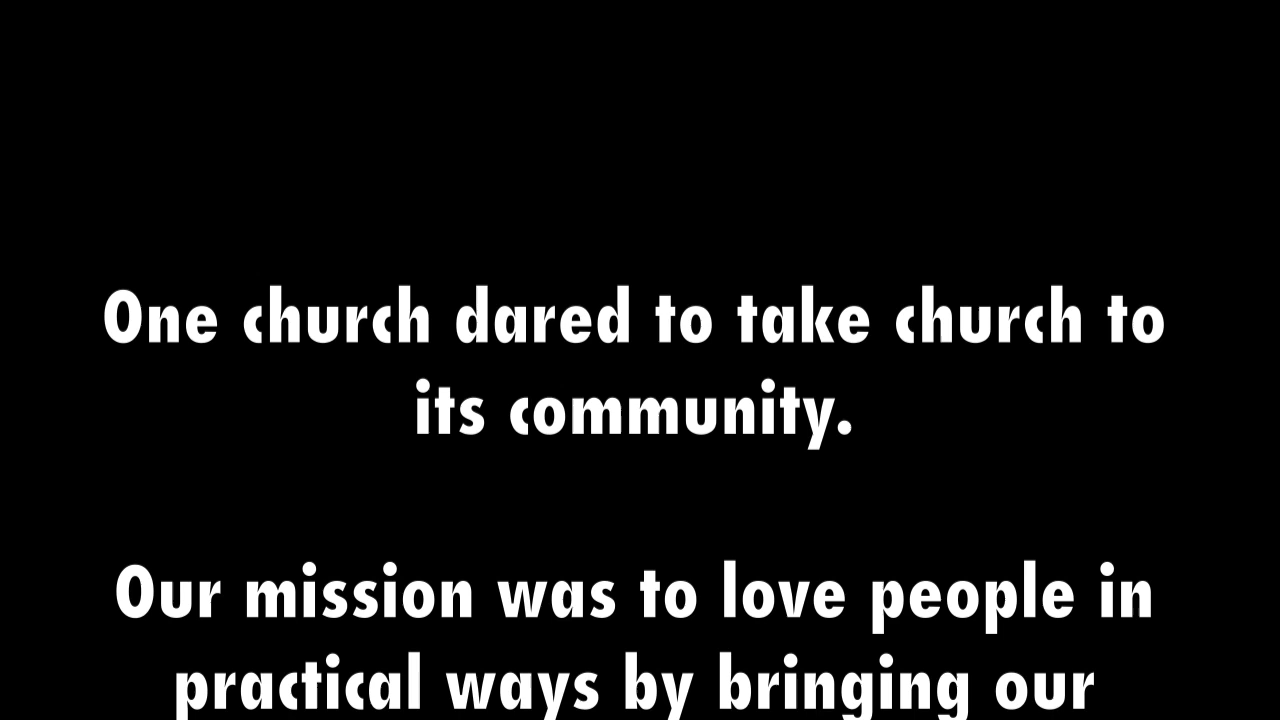 One church dared to take church to
its community.
Our mission was to love people in
practical ways by bringing our